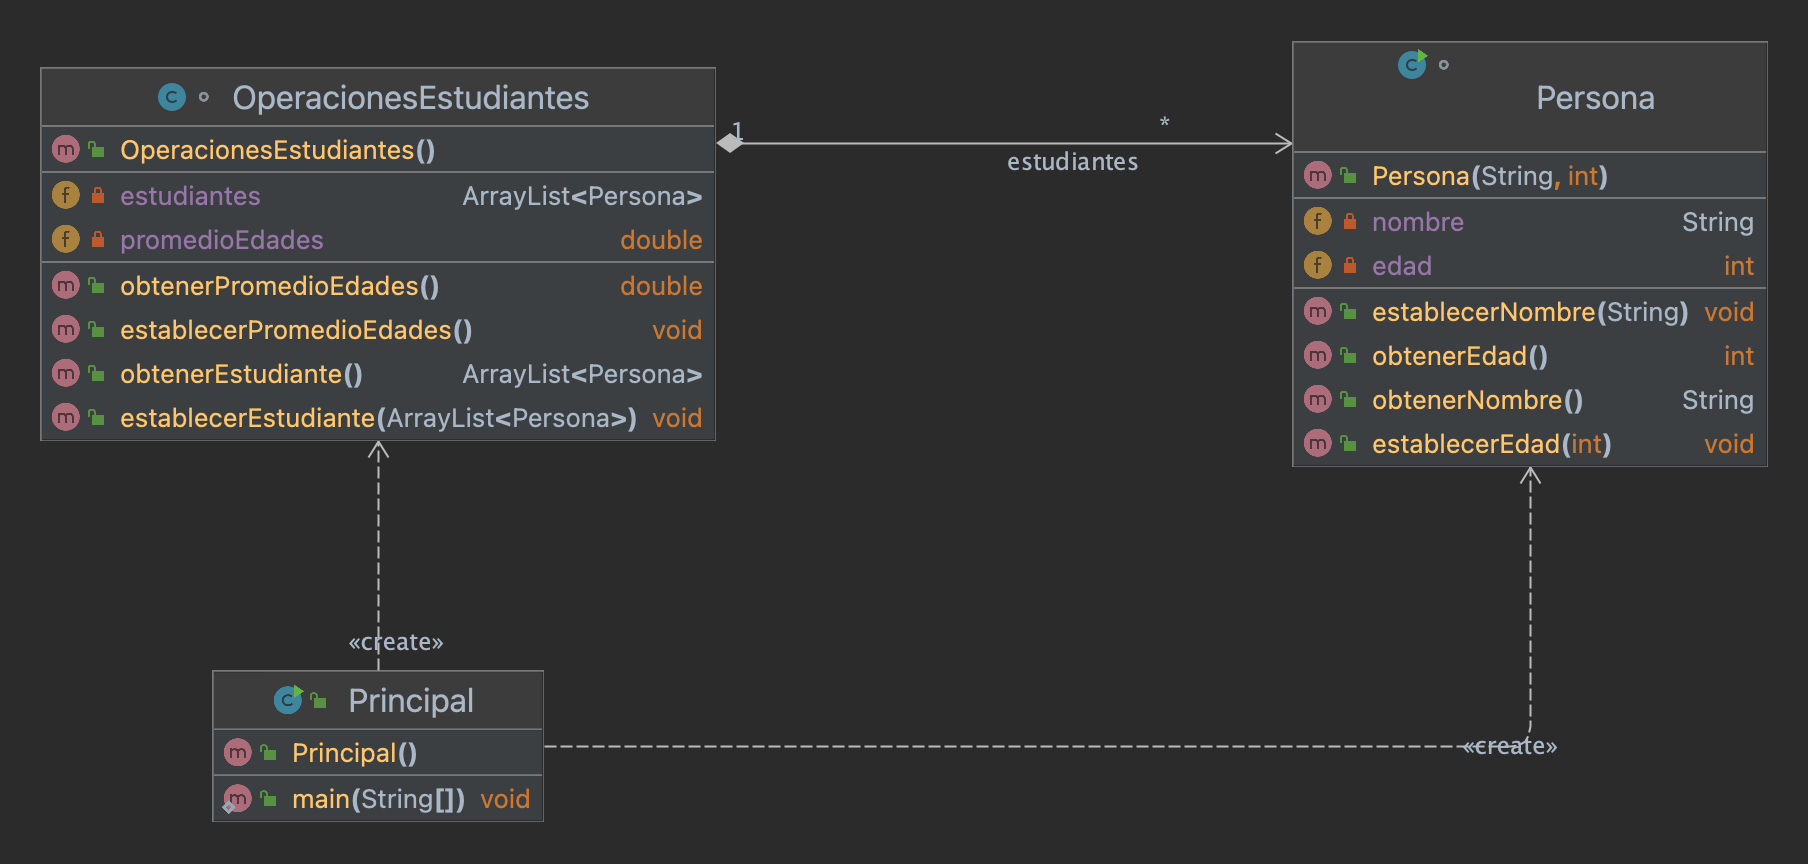 OperacionesEstudiantes
OperacionesEstudiantes()
estudiantes ArrayList<Persona>
promedioEdades double
obtenerPromedioEdades() double
establecerPromedioEdades() void
obtenerEstudiante() ArrayList<Persona>
establecerEstudiante(ArrayList<Persona>) void
1
*
estudiantes
Persona
Persona(String, int)
nombre String
edad int
establecerNombre(String) void
obtenerEdad() int
obtenerNombre() String
establecerEdad(int) void
«create»
Principal
Principal()
main(String[]) void
«create»